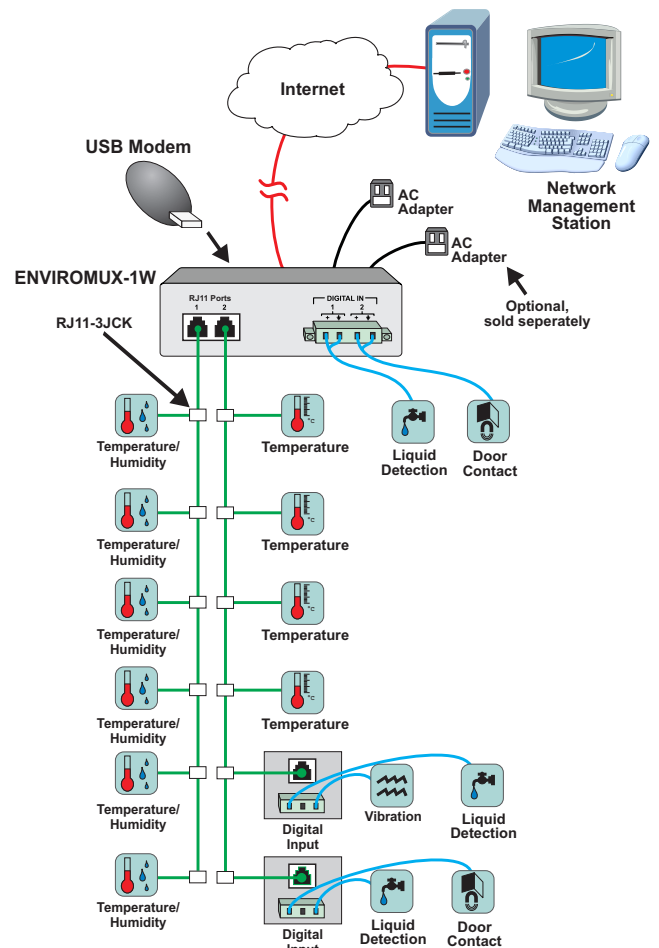 Internet
USB Modem
AC
Adapter
AC
Adapter
Network
Management
Station
Optional,
sold seperately
ENVIROMUX-1W
RJ11 Ports
1 2
DIGITAL IN
1 2
+ +
RJ11-3JCK
Temperature/
Humidity
°C
Temperature
Liquid
Detection
Door
Contact
Temperature/
Humidity
°C
Temperature
Temperature/
Humidity
°C
Temperature
Temperature/
Humidity
°C
Temperature
Temperature/
Humidity
Digital
Input
Vibration
Liquid
Detection
Temperature/
Humidity
Digital
Input
Liquid
Detection
Door
Contact